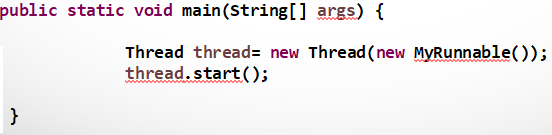 public static void main(String[] args) {
Thread thread= new Thread(new MyRunnable());
thread.start();
}